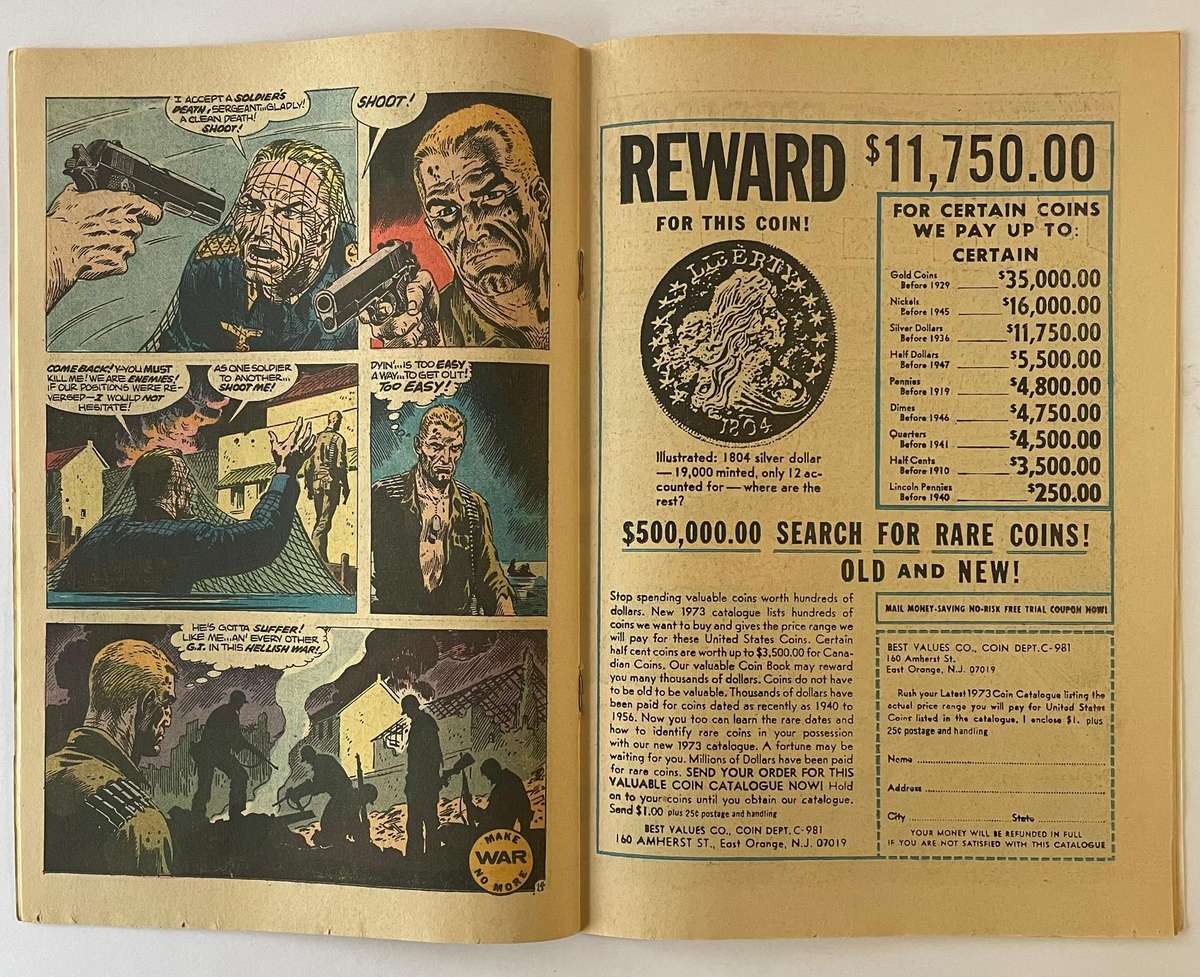 I ACCEPT A SOLDIER'S
DEATH, SERGEANT...GLADLY!
A CLEAN DEATH!
SHOOT!
SHOOT!
COME BACK! Y-YOU MUST
KILL ME! WE ARE ENEMIES!
IF OUR POSITIONS WERE RE-
VERSED--I WOULD NOT
HESITATE!
AS ONE SOLDIER
TO ANOTHER...
SHOOT ME!
DYIN'...IS TOO EASY
A WAY...TO GET OUT!
TOO EASY!
HE'S GOTTA SUFFER!
LIKE ME...AN' EVERY OTHER
G.I. IN THIS HELLISH WAR!
MAKE
WAR
NO MORE
REWARD $11,750.00
FOR THIS COIN!
LIBERTY
1804
Illustrated: 1804 silver dollar
— 19,000 minted, only 12 ac-
counted for — where are the
rest?
FOR CERTAIN COINS
WE PAY UP TO:
CERTAIN
Gold Coins
Before 1929 $35,000.00
Nickels
Before 1945 $16,000.00
Silver Dollars
Before 1936 $11,750.00
Half Dollars
Before 1947 $5,500.00
Pennies
Before 1919 $4,800.00
Dimes
Before 1946 $4,750.00
Quarters
Before 1941 $4,500.00
Half Cents
Before 1910 $3,500.00
Lincoln Pennies
Before 1940 $250.00
$500,000.00 SEARCH FOR RARE COINS!
OLD AND NEW!
Stop spending valuable coins worth hundreds of
dollars. New 1973 catalogue lists hundreds of
coins we want to buy and gives the price range we
will pay for these United States Coins. Certain
half cent coins are worth up to $3,500.00 for Cana-
dian Coins. Our valuable Coin Book may reward
you many thousands of dollars. Coins do not have
to be old to be valuable. Thousands of dollars have
been paid for coins dated as recently as 1940 to
1956. Now you too can learn the rare dates and
how to identify rare coins in your possession
with our new 1973 catalogue. A fortune may be
waiting for you. Millions of Dollars have been paid
for rare coins. SEND YOUR ORDER FOR THIS
VALUABLE COIN CATALOGUE NOW! Hold
on to your coins until you obtain our catalogue.
Send $1.00 plus 25¢ postage and handling
BEST VALUES CO., COIN DEPT. C-981
160 AMHERST ST., East Orange, N.J. 07019
MAIL MONEY-SAVING NO-RISK FREE TRIAL COUPON NOW!
BEST VALUES CO., COIN DEPT. C-981
160 Amherst St.
East Orange, N.J. 07019
Rush your Latest 1973 Coin Catalogue listing the
actual price range you will pay for United States
Coins listed in the catalogue, I enclose $1. plus
25¢ postage and handling
Name
Address
City State
YOUR MONEY WILL BE REFUNDED IN FULL
IF YOU ARE NOT SATISFIED WITH THIS CATALOGUE